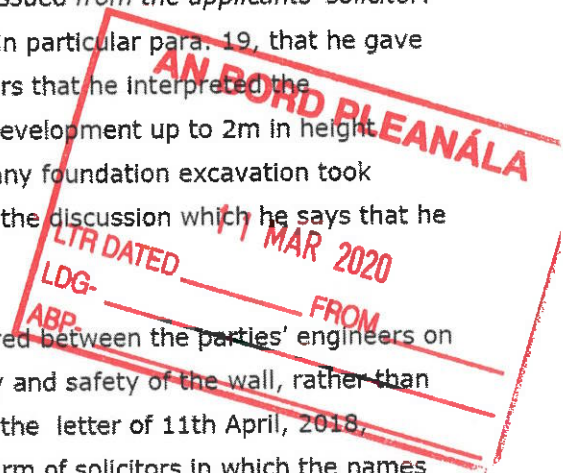 issued from the applicants' solicitor.
in particular para. 19, that he gave
rs that he interpreted the
evelopment up to 2m in height
any foundation excavation took
the discussion which he says that he
red between the parties' engineers on
y and safety of the wall, rather than
the letter of 11th April, 2018,
rm of solicitors in which the names
AN BORD PLEANÁLA
11 MAR 2020
LTR DATED FROM
LDG-
ABP-